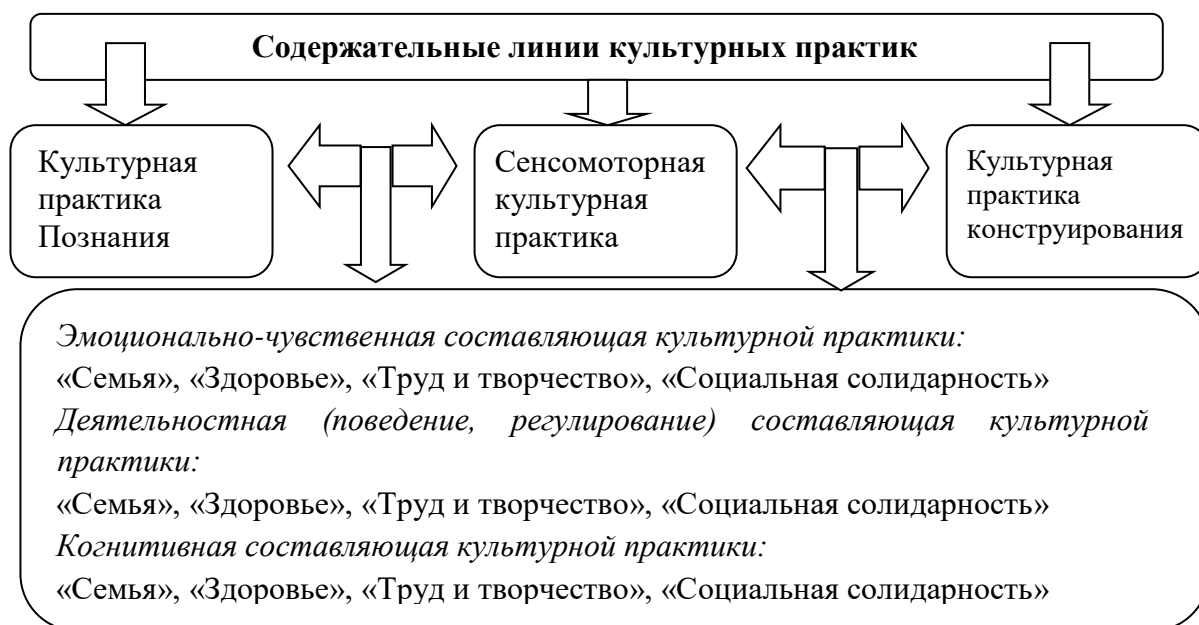 Содержательные линии культурных практик
Культурная
практика
Познания
Сенсомоторная
культурная
практика
Культурная
практика
конструирования
Эмоционально-чувственная составляющая культурной практики:
«Семья», «Здоровье», «Труд и творчество», «Социальная солидарность»
Деятельностная (поведение, регулирование) составляющая культурной
практики:
«Семья», «Здоровье», «Труд и творчество», «Социальная солидарность»
Когнитивная составляющая культурной практики:
«Семья», «Здоровье», «Труд и творчество», «Социальная солидарность»